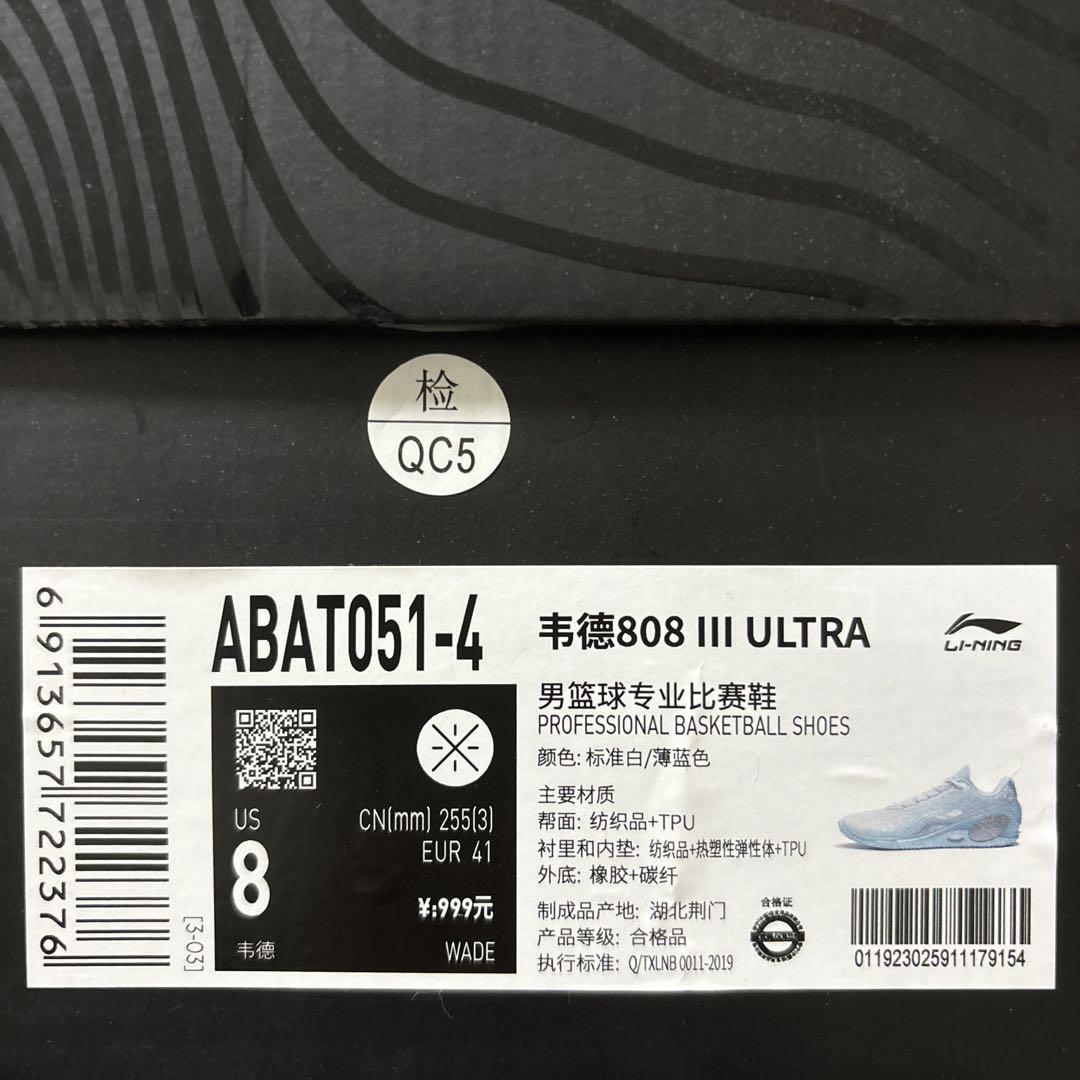 检
QC5
6913657722376
[3-03]
ABAT051-4
US
8
韦德
CN(mm) 255(3)
EUR 41
¥:999元
WADE
韦德808 III ULTRA
LI-NING
男篮球专业比赛鞋
PROFESSIONAL BASKETBALL SHOES
颜色: 标准白/薄蓝色
主要材质
帮面: 纺织品+TPU
衬里和内垫: 纺织品+热塑性弹性体+TPU
外底: 橡胶+碳纤
制成品产地: 湖北荆门
产品等级: 合格品
执行标准: Q/TXLNB 0011-2019
合格证
011923025911179154